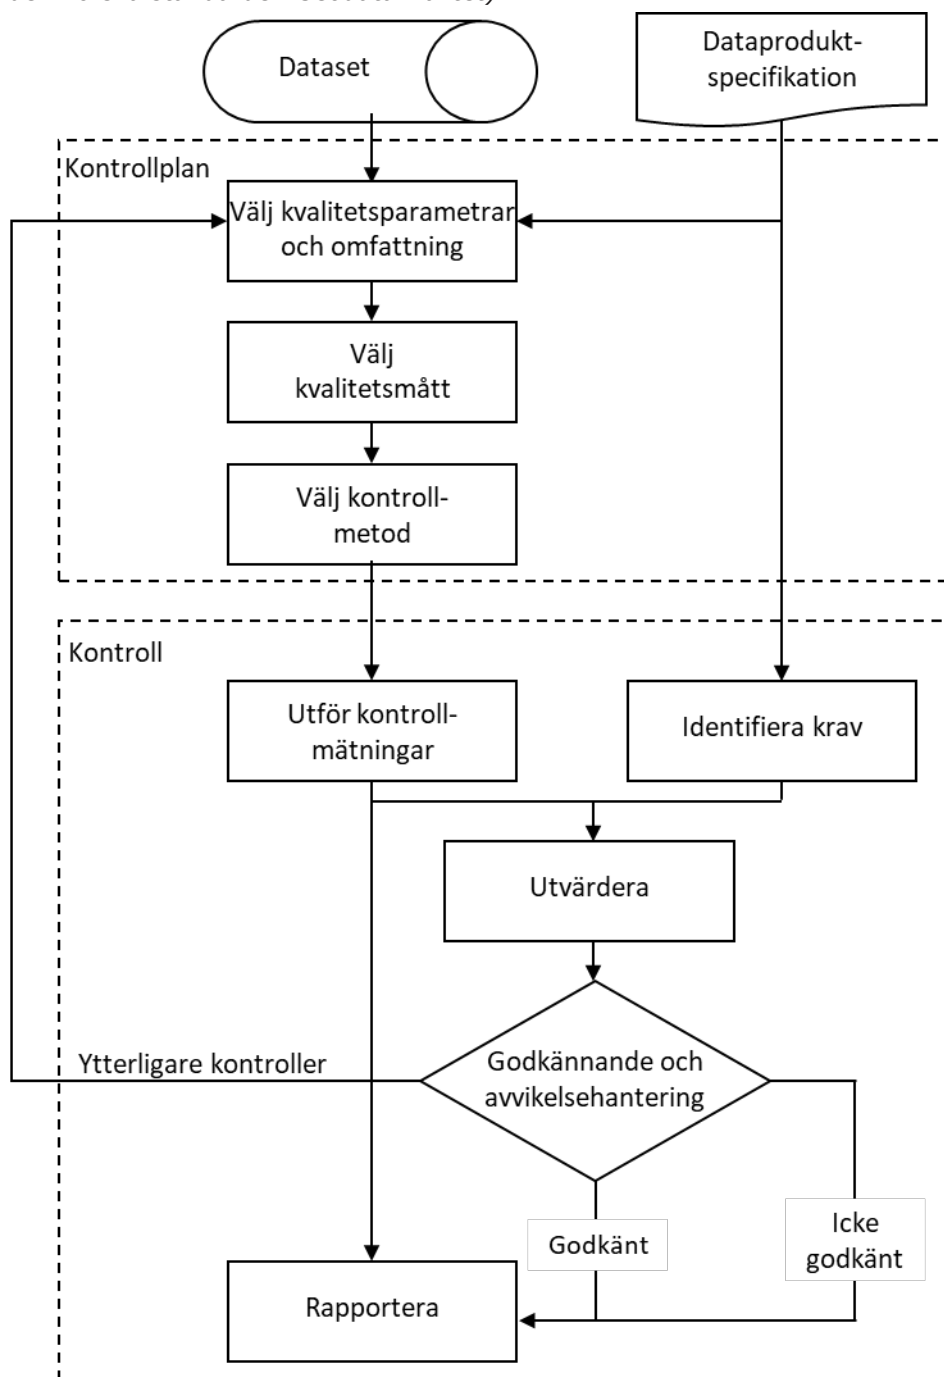 Dataset
Dataprodukt-
specifikation
Kontrollplan
Välj kvalitetsparametrar
och omfattning
Välj
kvalitetsmått
Välj kontroll-
metod
Kontroll
Utför kontroll-
mätningar
Identifiera krav
Utvärdera
Ytterligare kontroller
Godkännande och
avvikelsehantering
Godkänt
Icke
godkänt
Rapportera